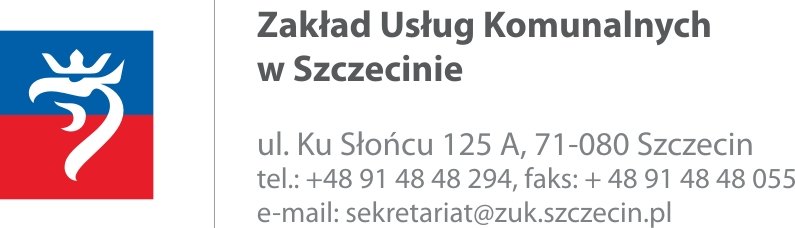 Zakład Usług Komunalnych
w Szczecinie
ul. Ku Słońcu 125 A, 71-080 Szczecin
tel.: +48 91 48 48 294, faks: + 48 91 48 48 055
e-mail: sekretariat@zuk.szczecin.pl